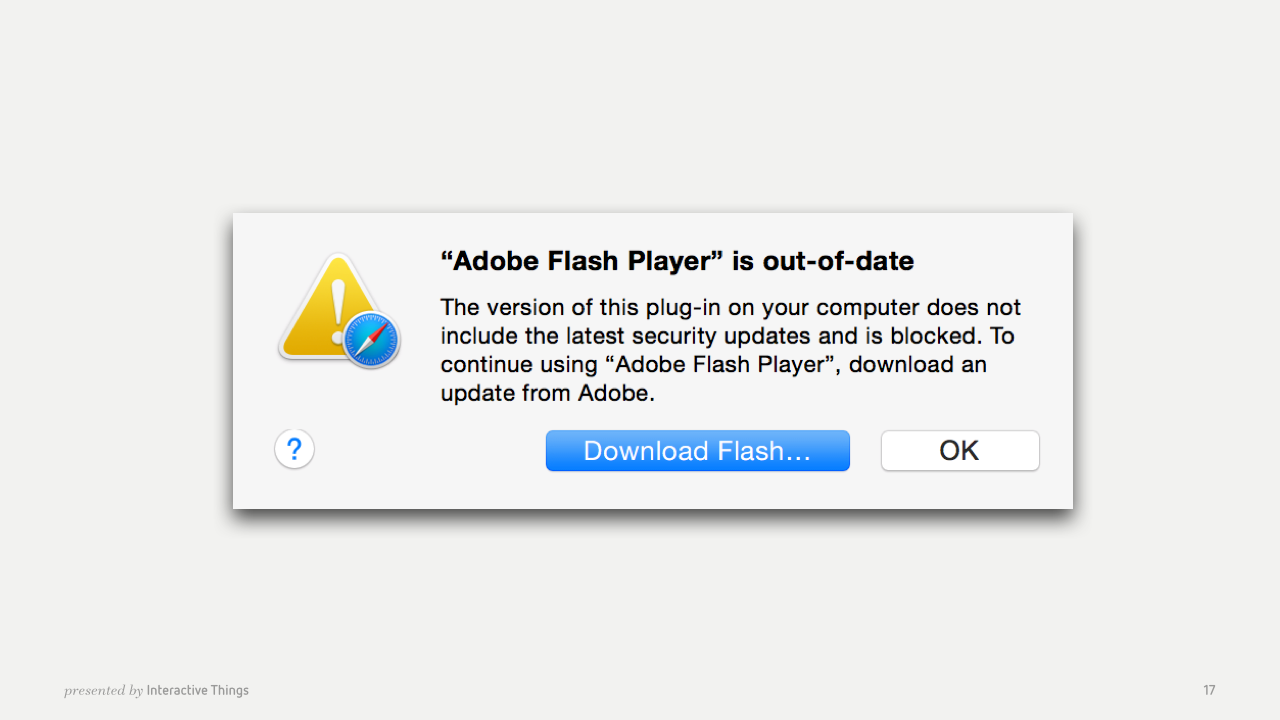 “Adobe Flash Player” is out-of-date
The version of this plug-in on your computer does not
include the latest security updates and is blocked. To
continue using “Adobe Flash Player”, download an
update from Adobe.
?
Download Flash…
OK
presented by Interactive Things
17